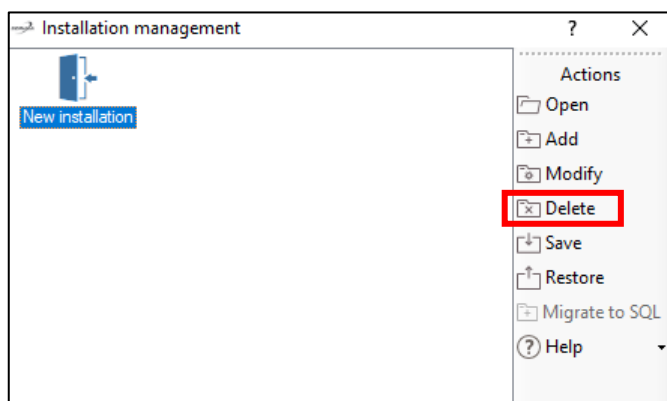 Installation management
?
New installation
Actions
Open
Add
Modify
Delete
Save
Restore
Migrate to SQL
? Help